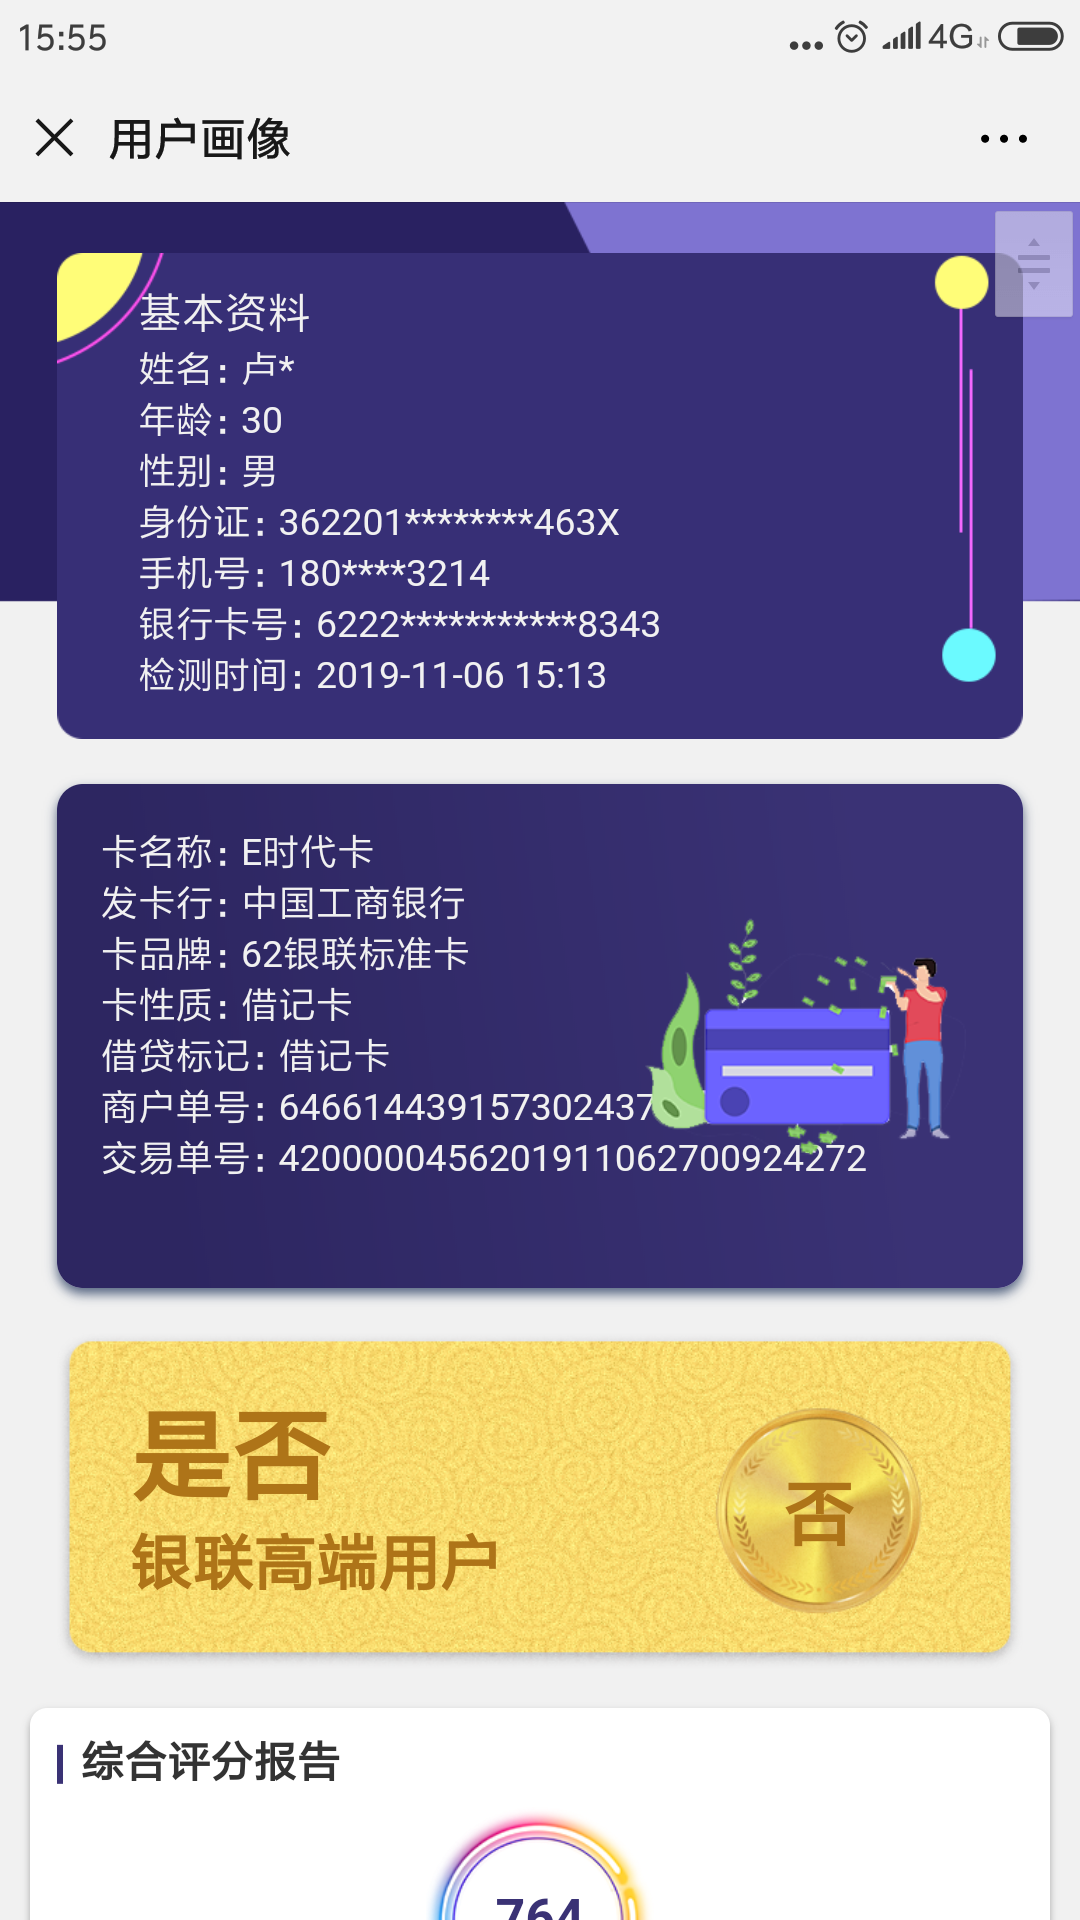 15:55
4G
用户画像
基本资料
姓名: 卢*
年龄: 30
性别: 男
身份证: 362201********463X
手机号: 180****3214
银行卡号: 6222***********8343
检测时间: 2019-11-06 15:13
卡名称: E时代卡
发卡行: 中国工商银行
卡品牌: 62银联标准卡
卡性质: 借记卡
借贷标记: 借记卡
商户单号: 646614439157302437
交易单号: 4200000456201911062700924272
是否
银联高端用户
否
综合评分报告
764